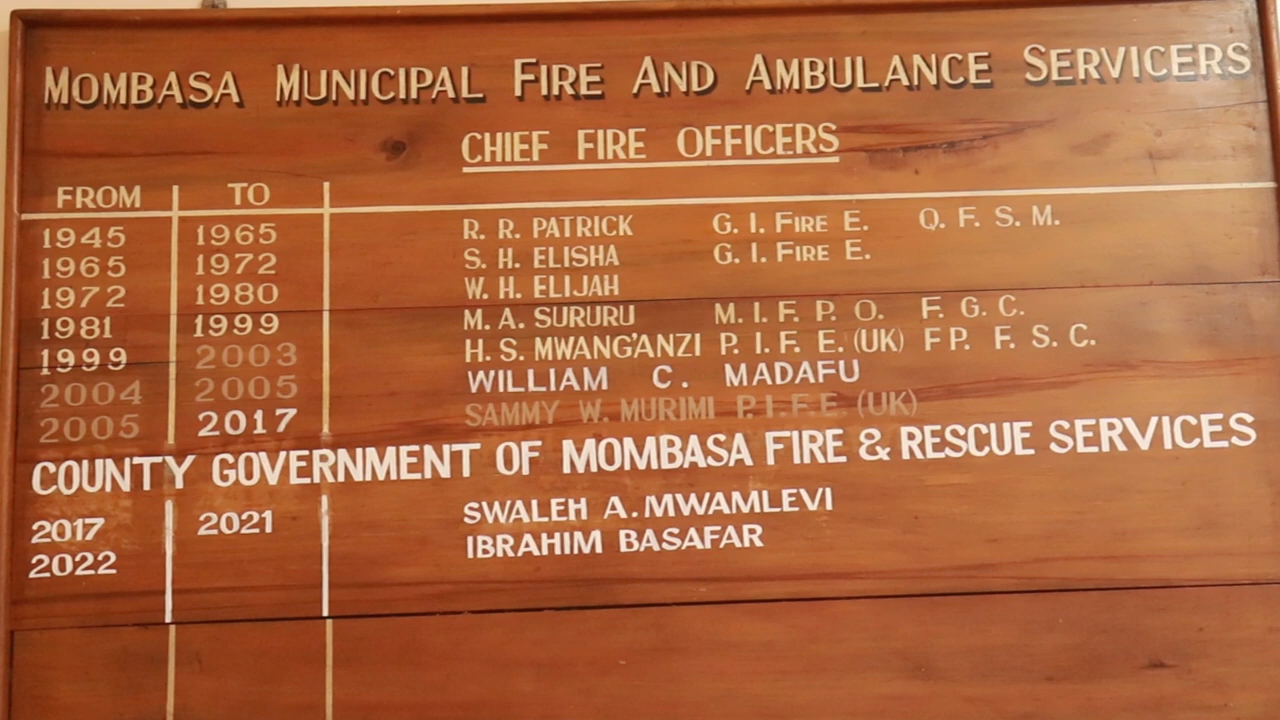 MOMBASA MUNICIPAL FIRE AND AMBULANCE SERVICERS
CHIEF FIRE OFFICERS
FROM TO
1945 1965 R. R. PATRICK G. I. FIRE E. Q. F. S. M.
1965 1972 S. H. ELISHA G. I. FIRE E.
1972 1980 W. H. ELIJAH
1981 1999 M. A. SURURU M. I. F. P. O. F. G. C.
1999 2003 H. S. MWANG'ANZI P. I. F. E. (UK) FP. F. S. C.
2004 2005 WILLIAM C. MADAFU
2005 2017 SAMMY W. MURIMI P.I.F.E. (UK)
COUNTY GOVERNMENT OF MOMBASA FIRE & RESCUE SERVICES
2017 2021 SWALEH A. MWAMLEVI
2022 IBRAHIM BASAFAR